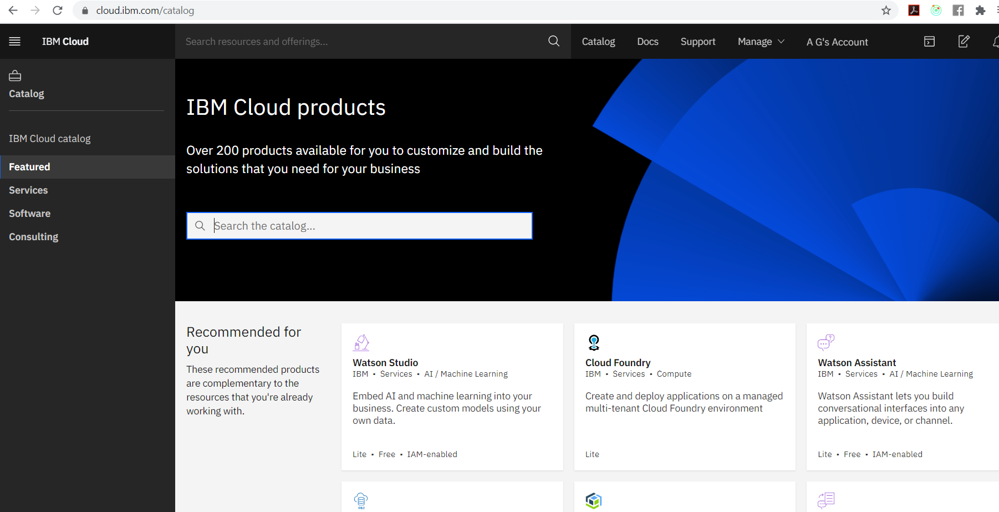 cloud.ibm.com/catalog
IBM Cloud
Search resources and offerings...
Catalog
Docs
Support
Manage
A G's Account
Catalog
IBM Cloud catalog
Featured
Services
Software
Consulting
IBM Cloud products
Over 200 products available for you to customize and build the
solutions that you need for your business
Search the catalog...
Recommended for
you
These recommended products
are complementary to the
resources that you're already
working with.
Watson Studio
IBM • Services • AI / Machine Learning
Embed AI and machine learning into your
business. Create custom models using your
own data.
Lite • Free • IAM-enabled
Cloud Foundry
IBM • Services • Compute
Create and deploy applications on a managed
multi-tenant Cloud Foundry environment
Lite
Watson Assistant
IBM • Services • AI / Machine Learning
Watson Assistant lets you build
conversational interfaces into any
application, device, or channel.
Lite • Free • IAM-enabled
Db2